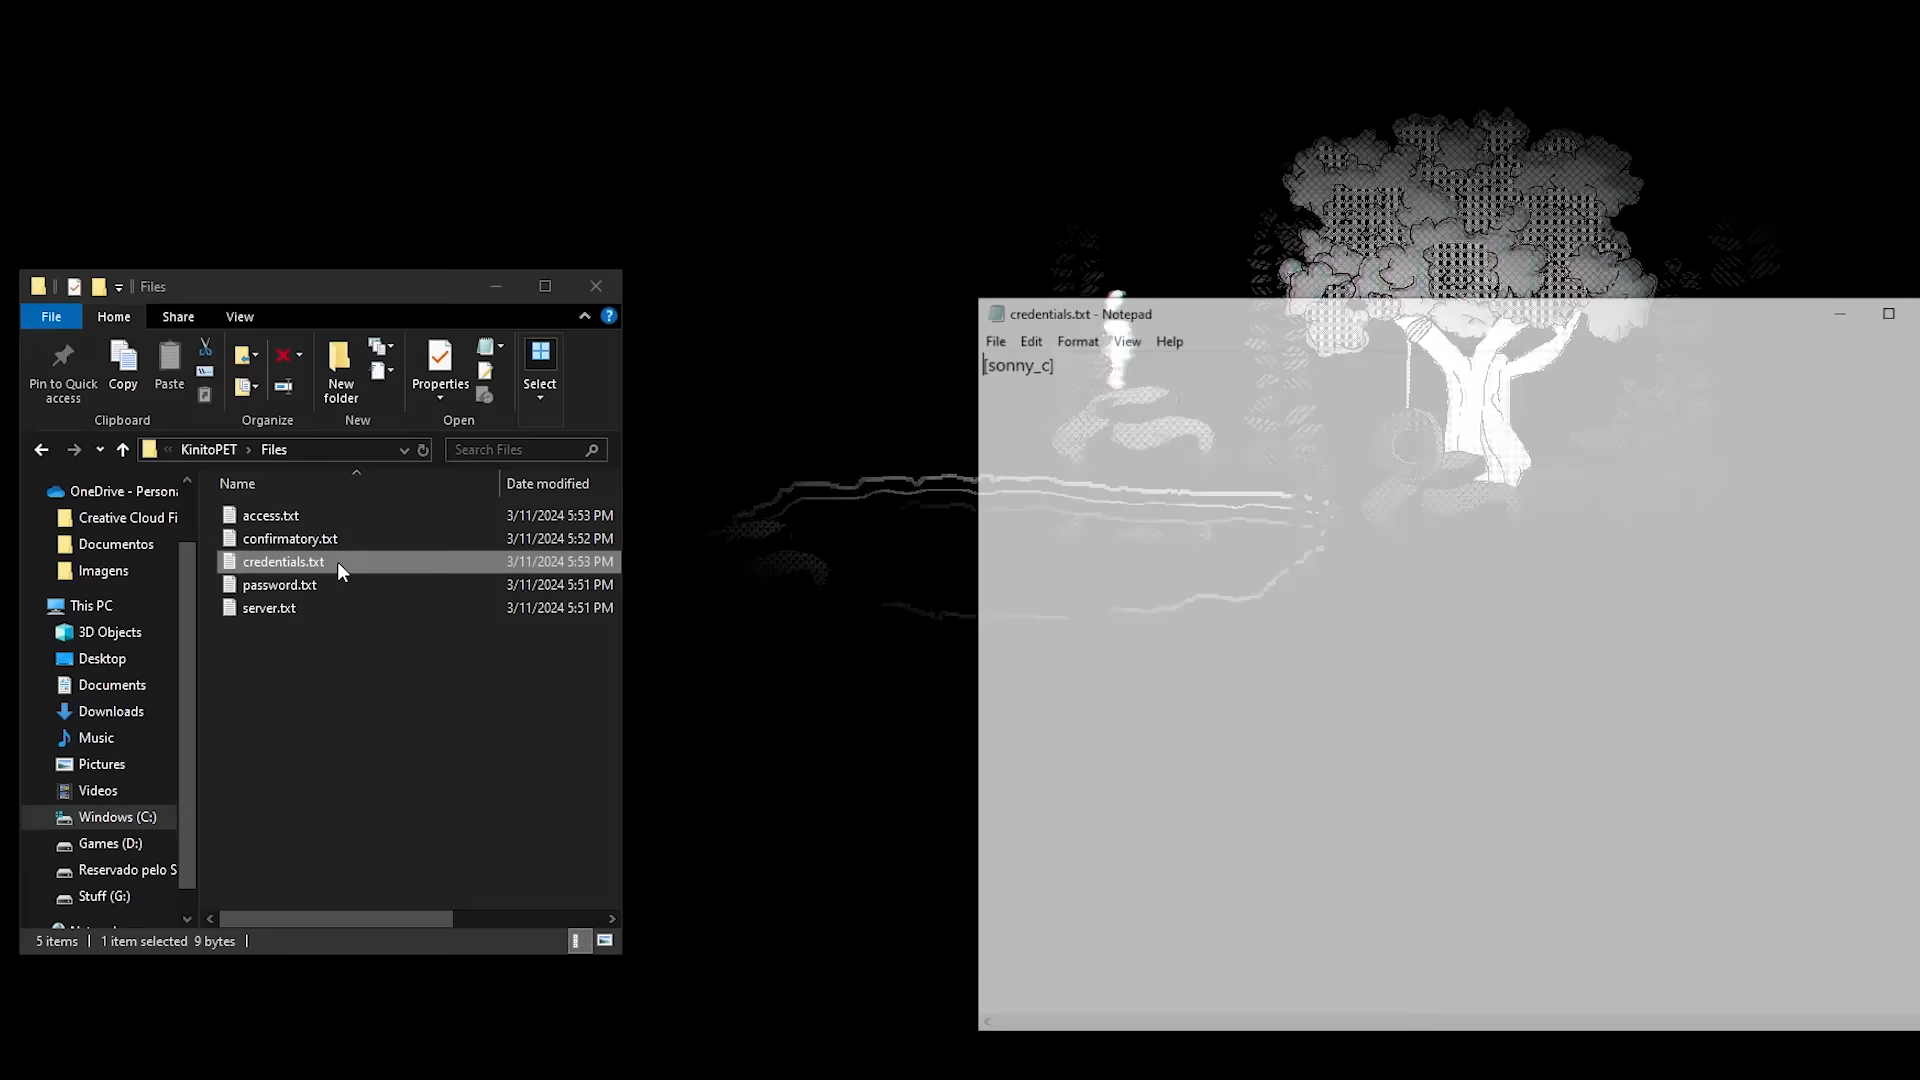 Files
File Home Share View
Pin to Quick access
Copy
Paste
New folder
Properties
Select
Clipboard
Organize
New
Open
KinitoPET > Files
Search Files
OneDrive - Persona
Creative Cloud Fi
Documentos
Imagens
This PC
3D Objects
Desktop
Documents
Downloads
Music
Pictures
Videos
Windows (C:)
Games (D:)
Reservado pelo S
Stuff (G:)
Name Date modified
access.txt 3/11/2024 5:53 PM
confirmatory.txt 3/11/2024 5:52 PM
credentials.txt 3/11/2024 5:53 PM
password.txt 3/11/2024 5:51 PM
server.txt 3/11/2024 5:51 PM
5 items 1 item selected 9 bytes
credentials.txt - Notepad
File Edit Format View Help
[sonny_c]